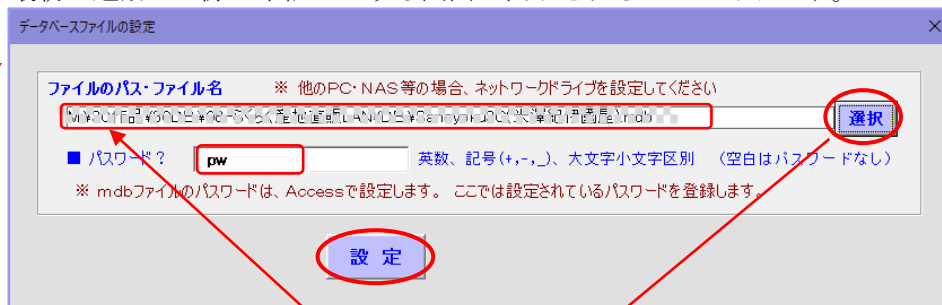 データベースファイルの設定
ファイルのパス・ファイル名 ※ 他のPC・NAS等の場合、ネットワークドライブを設定してください
選択
■ パスワード? pw 英数、記号(+,-,_)、大文字小文字区別 (空白はパスワードなし)
※ mdbファイルのパスワードは、Accessで設定します。 ここでは設定されているパスワードを登録します。
設 定